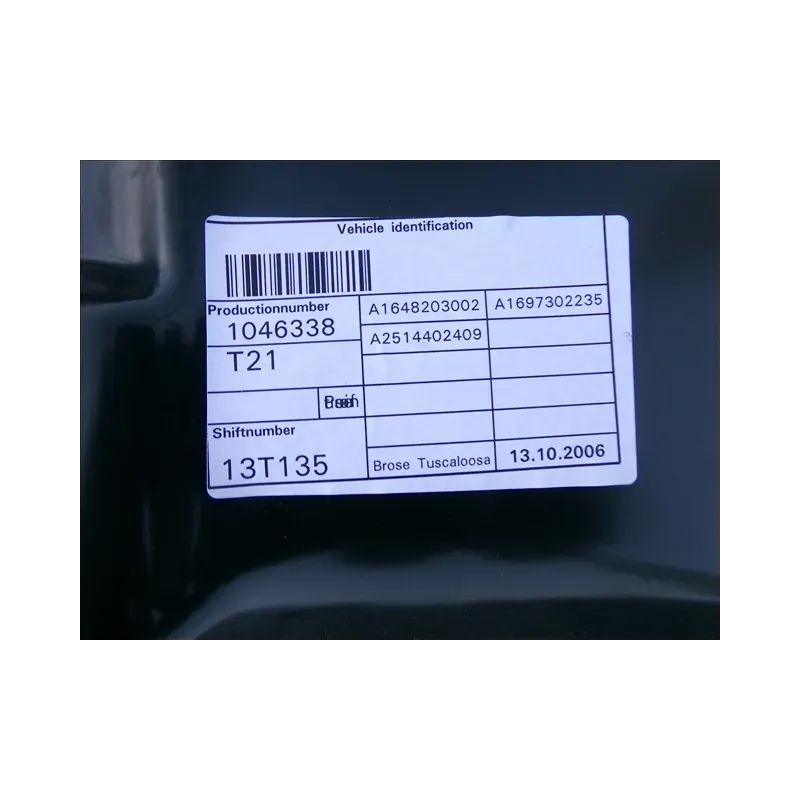 Vehicle identification
Productionnumber
1046338
A1648203002 A1697302235
A2514402409
T21
Shiftnumber
13T135
Brose Tuscaloosa 13.10.2006